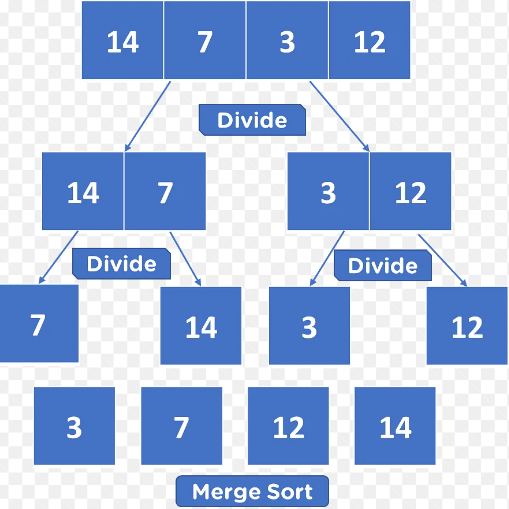 14 7 3 12
Divide
14 7 3 12
Divide Divide
7 14 3 12
3 7 12 14
Merge Sort